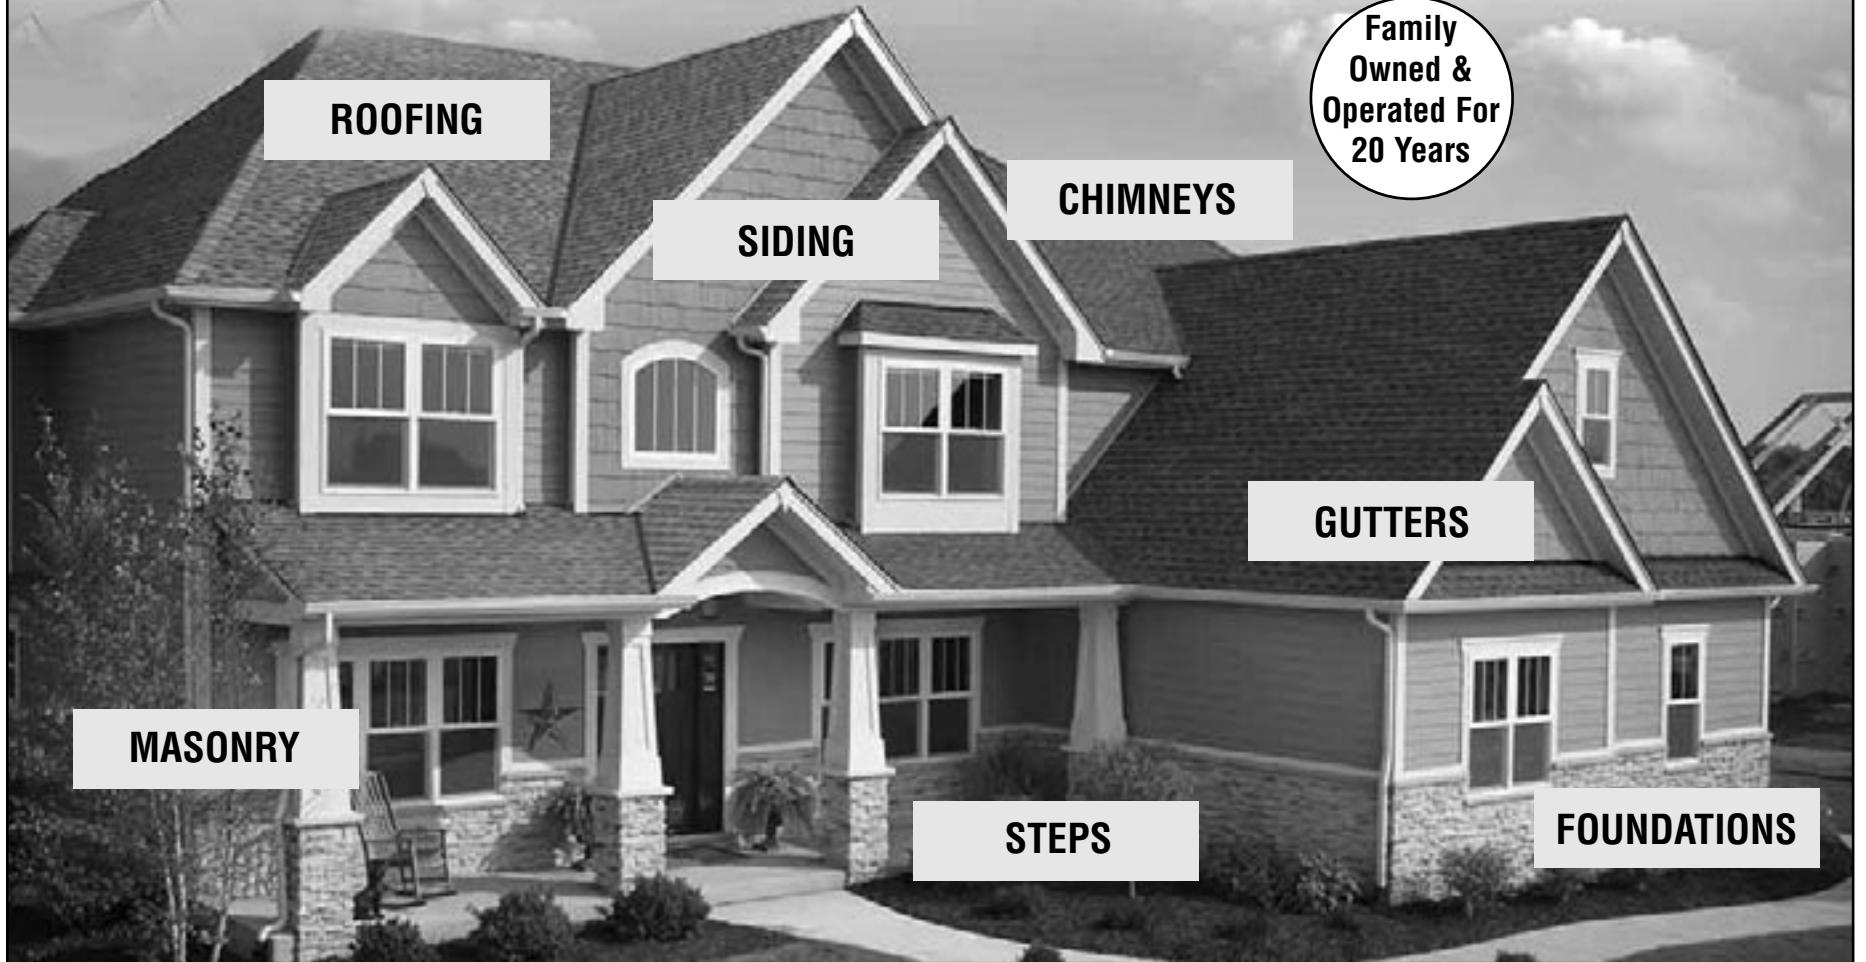 Family
Owned &
Operated For
20 Years
ROOFING
CHIMNEYS
SIDING
GUTTERS
MASONRY
STEPS
FOUNDATIONS